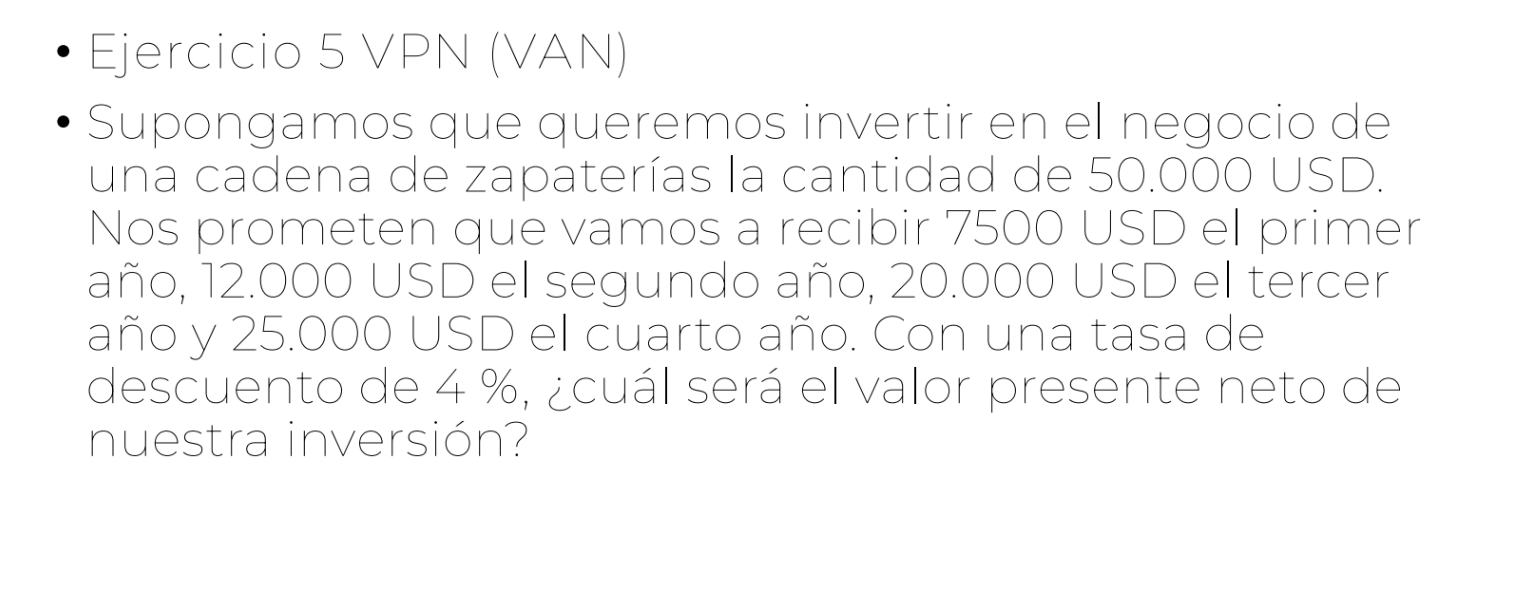 • Ejercicio 5 VPN (VAN)
• Supongamos que queremos invertir en el negocio de
una cadena de zapaterías la cantidad de 50.000 USD.
Nos prometen que vamos a recibir 7500 USD el primer
año, 12.000 USD el segundo año, 20.000 USD el tercer
año y 25.000 USD el cuarto año. Con una tasa de
descuento de 4 %, ¿cuál será el valor presente neto de
nuestra inversión?